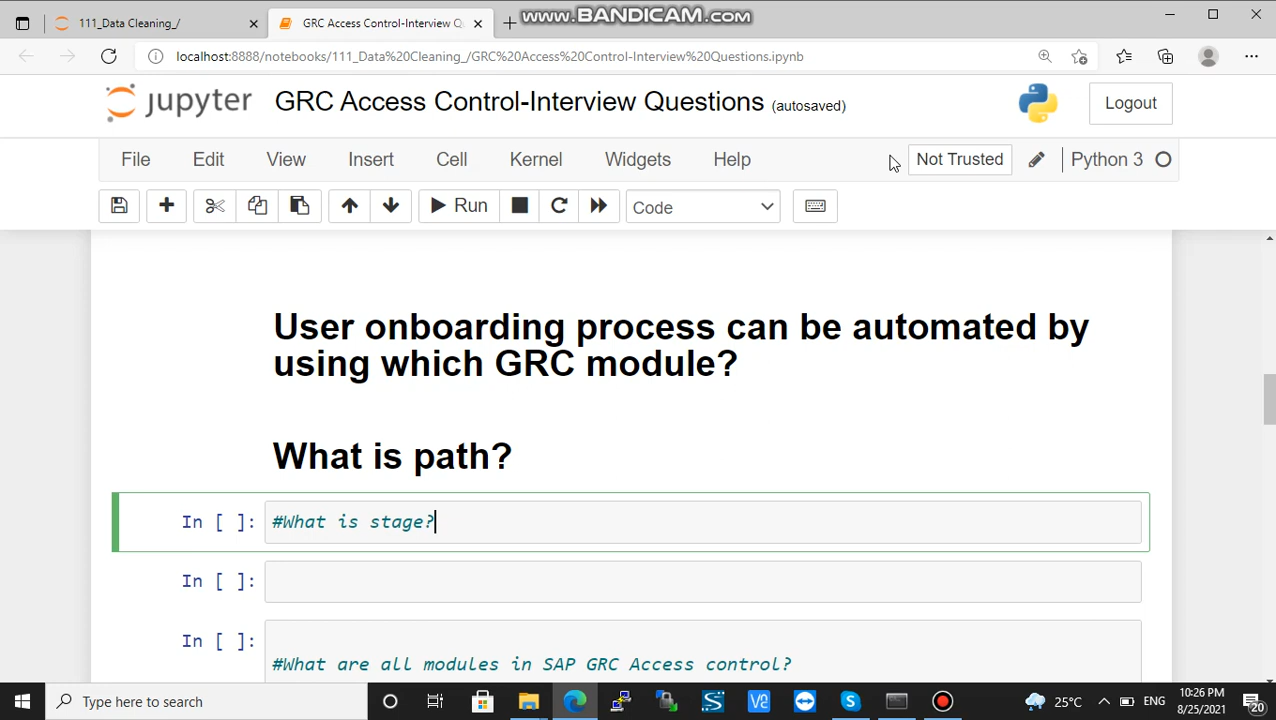 www.BANDICAM.com
111_Data Cleaning_/
GRC Access Control-Interview Qu
localhost:8888/notebooks/111_Data%20Cleaning_/GRC%20Access%20Control-Interview%20Questions.ipynb
jupyter GRC Access Control-Interview Questions (autosaved)
Logout
File Edit View Insert Cell Kernel Widgets Help
Not Trusted
Python 3
Run
Code
User onboarding process can be automated by
using which GRC module?
What is path?
In [ ]: #What is stage?
In [ ]:
In [ ]:
#What are all modules in SAP GRC Access control?
Type here to search
25°C
ENG
10:26 PM
8/25/2021
20